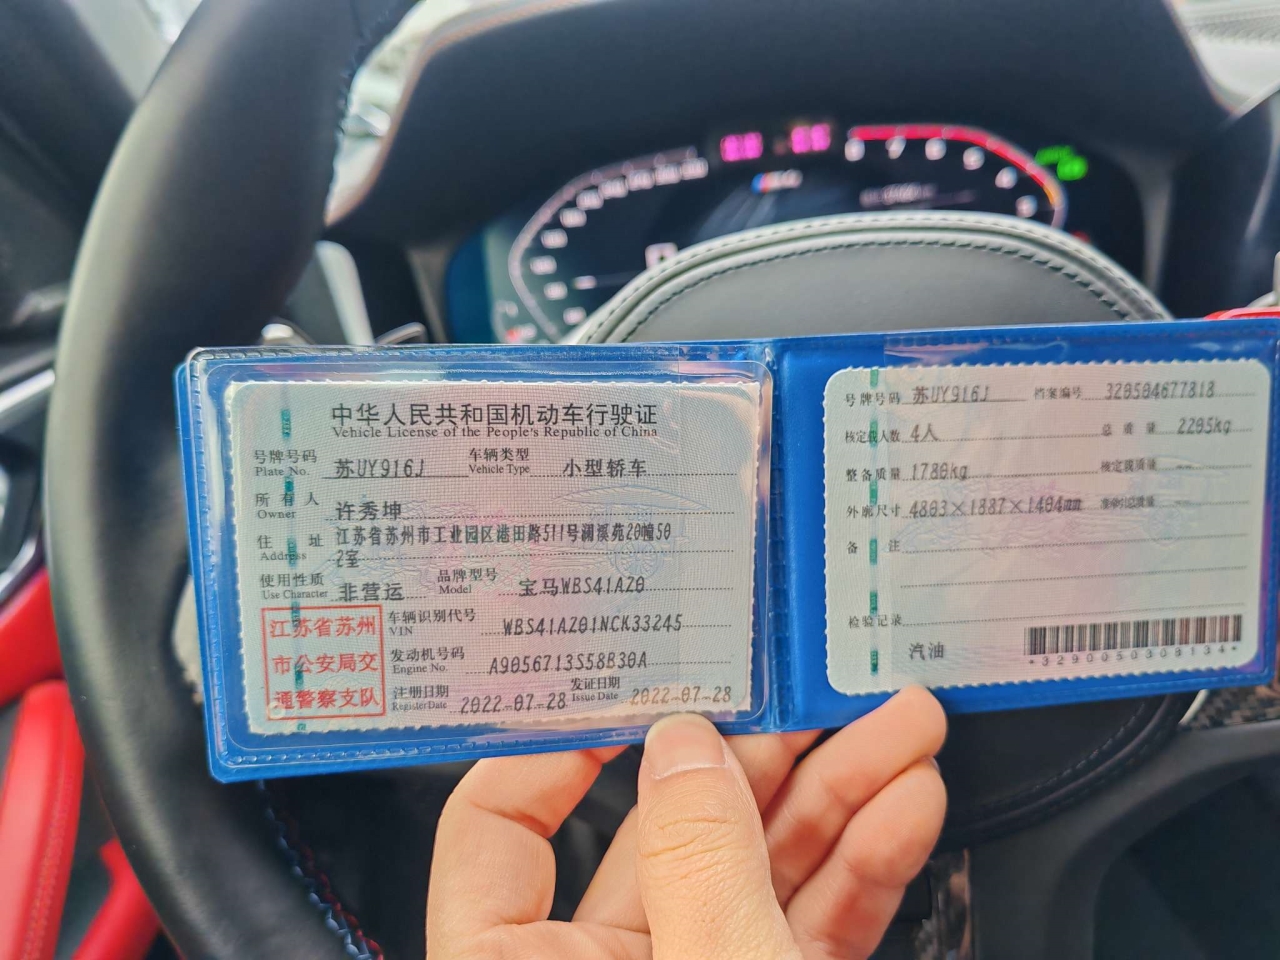 中华人民共和国机动车行驶证
Vehicle License of the People's Republic of China
号牌号码 苏UY916J 车辆类型 小型轿车
Plate No. Vehicle Type
所有人 许秀坤
Owner
住址 江苏省苏州市工业园区港田路511号澜溪苑20幢50
Address 2室
使用性质 非营运 品牌型号 宝马WBS41AZ0
Use Character Model
江苏省苏州
市公安局交
通警察支队
车辆识别代号 WBS41AZ01NCK33245
VIN
发动机号码 A9056713S58B30A
Engine No.
注册日期 2022-07-28 发证日期 2022-07-28
Register Date Issue Date
号牌号码 苏UY916J 档案编号 320504677818
核定载人数 4人 总质量 2205kg
整备质量 1780kg 核定载质量 --
外廓尺寸 4803×1887×1404mm 准牵引总质量 --
备注
检验记录
汽油
*3290050308134*